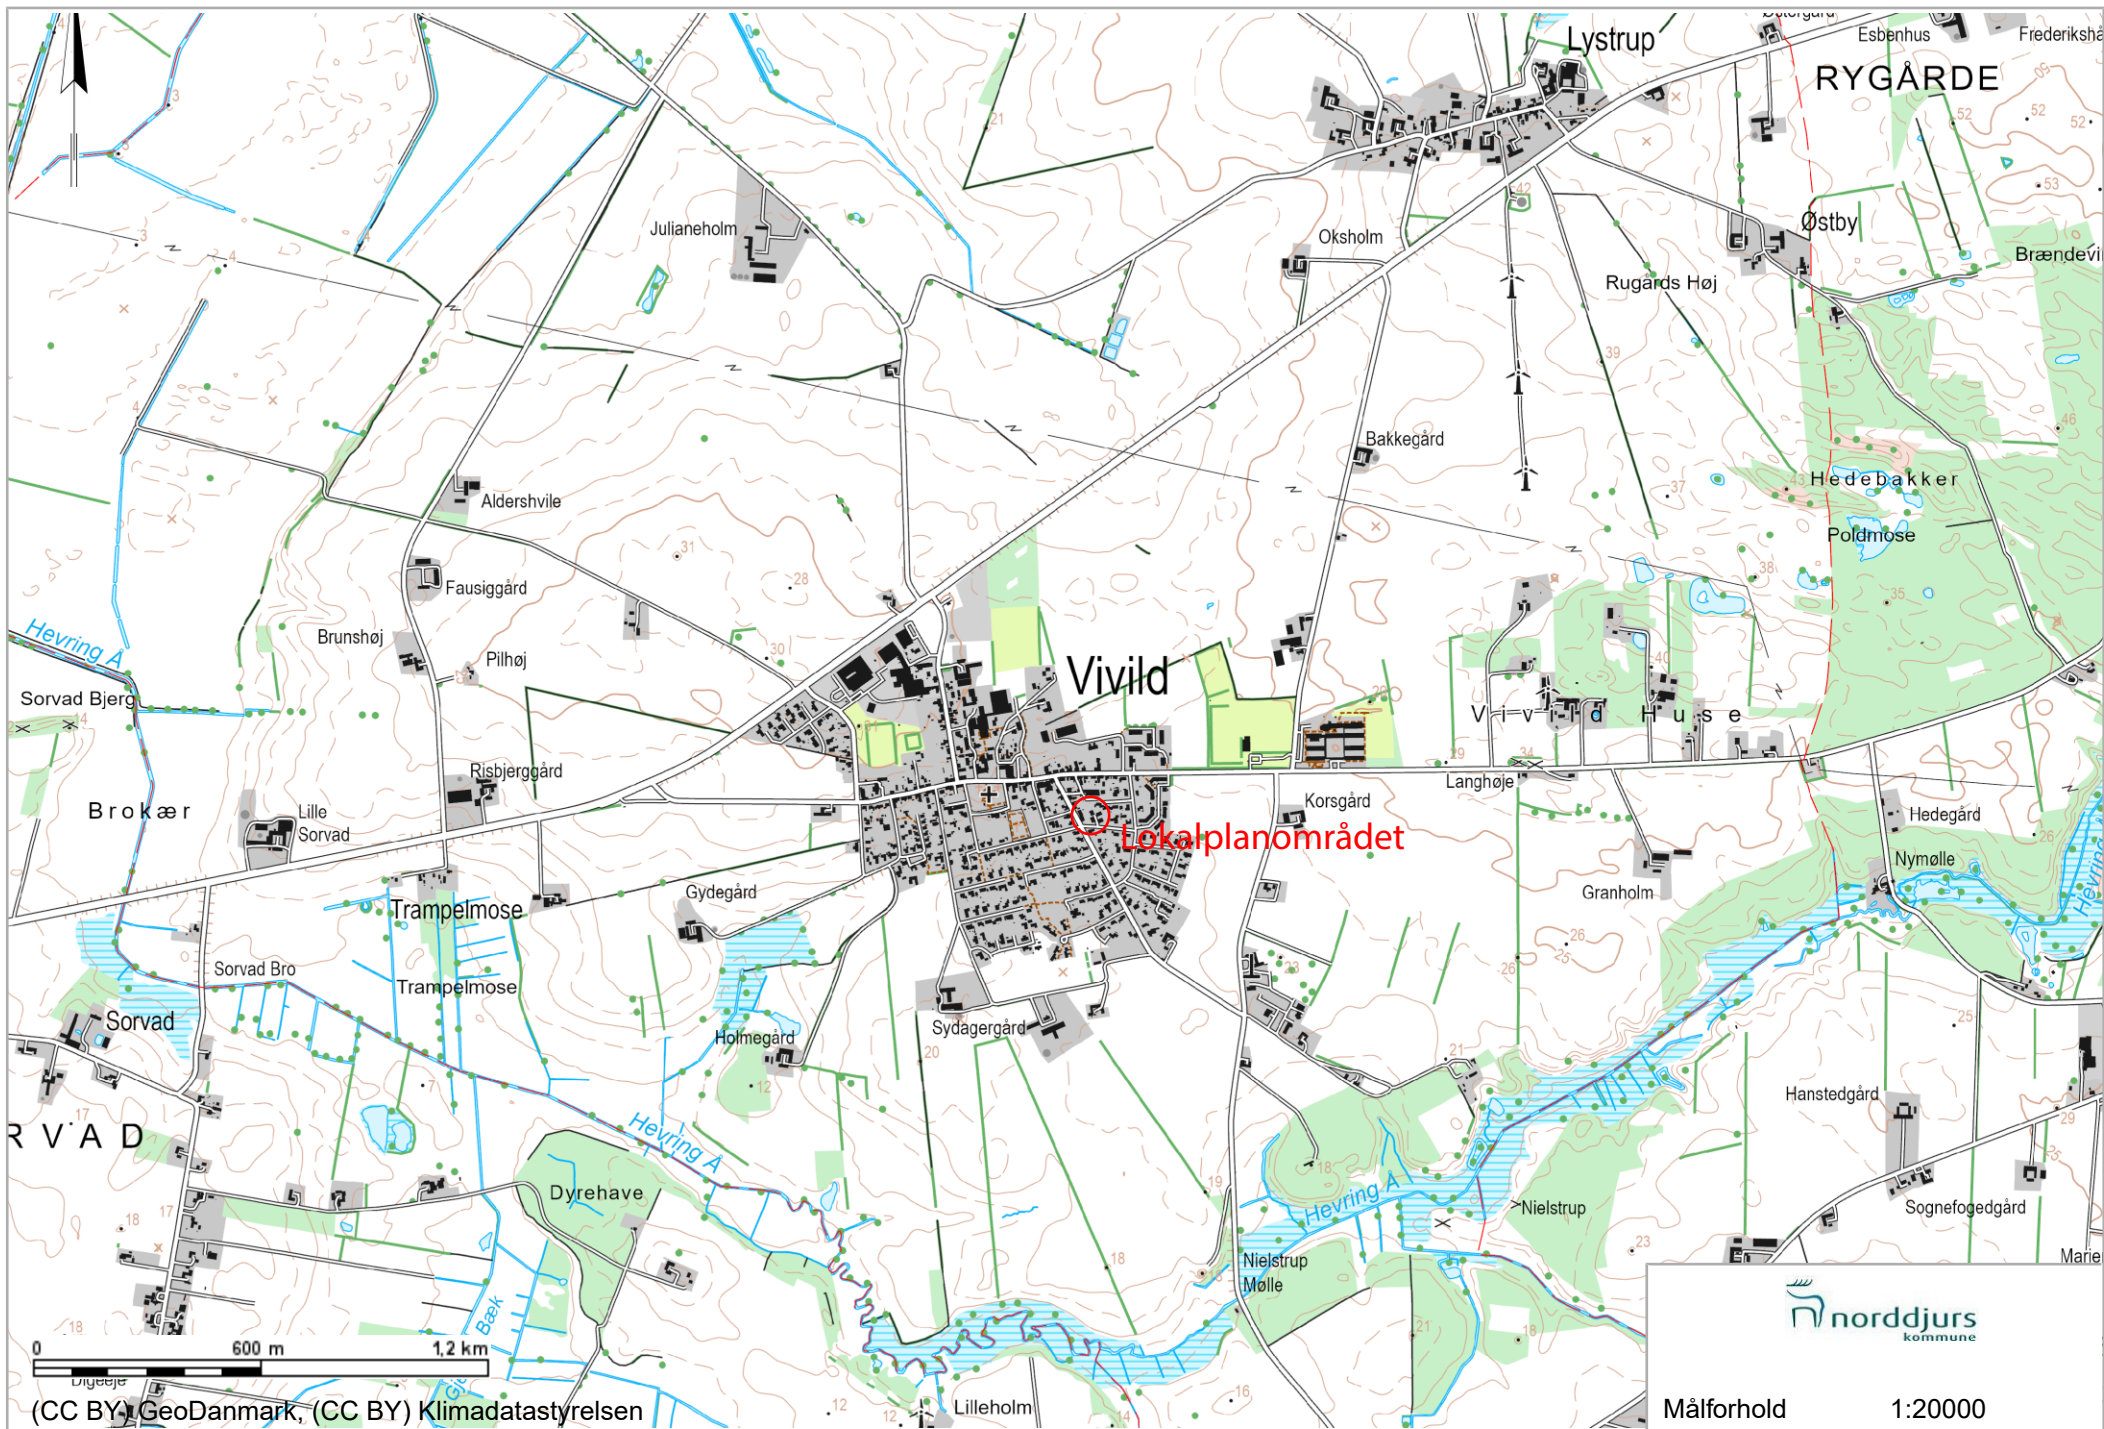 Østergård
Esbenhus
Lystrup
RYGÅRDE
Julianeholm
Oksholm
Østby
Rugårds Høj
Bakkegård
Hedebakker
Aldershvile
Poldmose
Fausiggård
Brunshøj
Pilhøj
Hevring Å
Sorvad Bjerg
Vivild
Vivild Huse
Risbjerggård
Langhøje
Brokær
Lille
Sorvad
Korsgård
Hedegård
Lokalplanområdet
Nymølle
Gydegård
Granholm
Trampelmose
Hevring
Sorvad Bro
Trampelmose
Sorvad
Sydagergård
Holmegård
Hanstedgård
Hevring Å
RVAD
Dyrehave
Hevring Å
Nielstrup
Sognefogedgård
Nielstrup
Mølle
Marie
norddjurs
kommune
0 600 m 1,2 km
Bæk
Lilleholm
(CC BY) GeoDanmark, (CC BY) Klimadatastyrelsen
Målforhold 1:20000